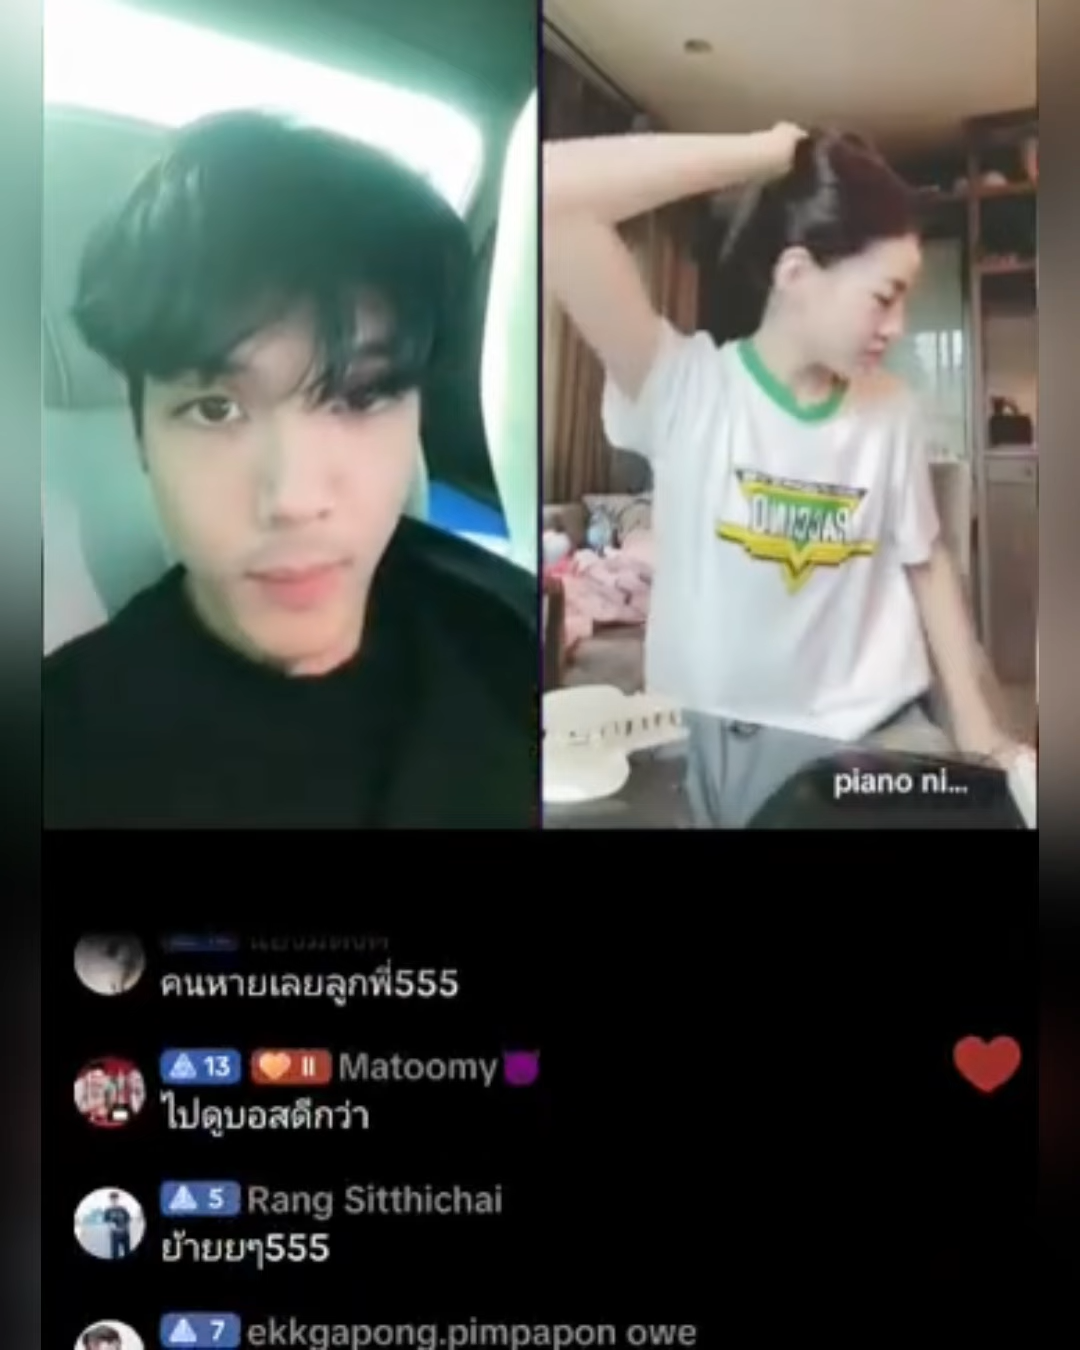 piano ni...
คนหายเลยลูกพี่555
13 II Matoomy😈
ไปดูบอสดีกว่า
5 Rang Sitthichai
ย้ายยๆ555
7 ekkgapong.pimpapon owe